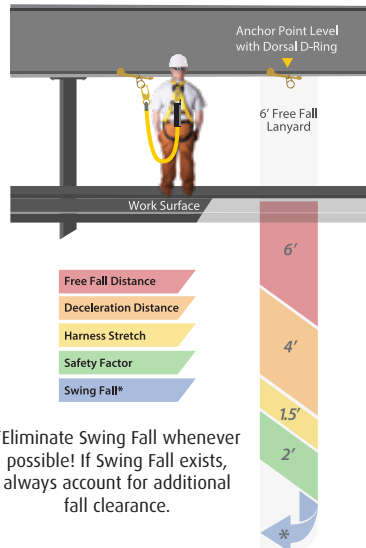 Anchor Point Level
with Dorsal D-Ring
6' Free Fall
Lanyard
Work Surface
6'
Free Fall Distance
Deceleration Distance
Harness Stretch
Safety Factor
Swing Fall*
4'
1.5'
2'
*
*Eliminate Swing Fall whenever
possible! If Swing Fall exists,
always account for additional
fall clearance.